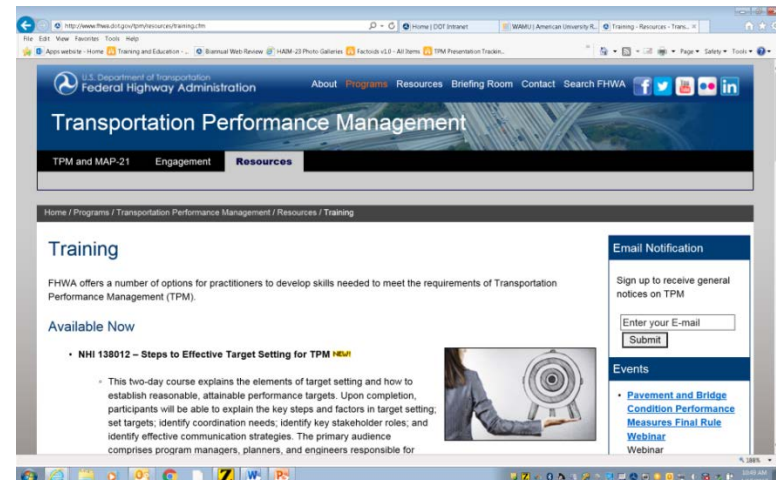 http://www.fhwa.dot.gov/tpm/resources/training.cfm
Home | DOT Intranet
WAMU | American University R...
Training - Resources - Trans...
File Edit View Favorites Tools Help
Apps website - Home
Training and Education - ...
Biannual Web Review
HAIM-23 Photo Galleries
Factoids v1.0 - All Items
TPM Presentation Trackin...
Page
Safety
Tools
U.S. Department of Transportation
Federal Highway Administration
About Programs Resources Briefing Room Contact Search FHWA
Transportation Performance Management
TPM and MAP-21 Engagement Resources
Home / Programs / Transportation Performance Management / Resources / Training
Training
FHWA offers a number of options for practitioners to develop skills needed to meet the requirements of Transportation
Performance Management (TPM).
Available Now
• NHI 138012 – Steps to Effective Target Setting for TPM NEW!
This two-day course explains the elements of target setting and how to
establish reasonable, attainable performance targets. Upon completion,
participants will be able to explain the key steps and factors in target setting;
set targets; identify coordination needs; identify key stakeholder roles; and
identify effective communication strategies. The primary audience
comprises program managers, planners, and engineers responsible for
Email Notification
Sign up to receive general
notices on TPM
Enter your E-mail
Submit
Events
• Pavement and Bridge
Condition Performance
Measures Final Rule
Webinar
Webinar
188%
10:49 AM